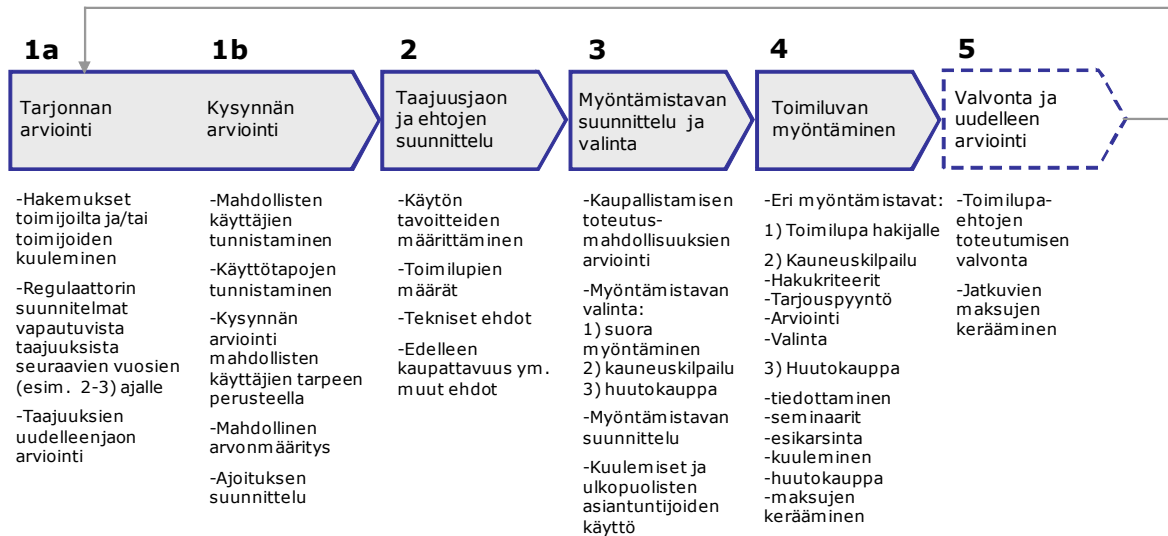 1a
Tarjonnan
arviointi
-Hakemukset
toimijoilta ja/tai
toimijoiden
kuuleminen
-Regulaattorin
suunnitelmat
vapautuvista
taajuuksista
seuraavien vuosien
(esim. 2-3) ajalle
-Taajuuksien
uudelleenjaon
arviointi
1b
Kysynnän
arviointi
-Mahdollisten
käyttäjien
tunnistaminen
-Käyttötapojen
tunnistaminen
-Kysynnän
arviointi
mahdollisten
käyttäjien tarpeen
perusteella
-Mahdollinen
arvonmääritys
-Ajoituksen
suunnittelu
2
Taajuusjaon
ja ehtojen
suunnittelu
-Käytön
tavoitteiden
määrittäminen
-Toimilupien
määrät
-Tekniset ehdot
-Edelleen
kaupattavuus ym.
muut ehdot
3
Myöntämistavan
suunnittelu ja
valinta
-Kaupallistamisen
toteutus-
mahdollisuuksien
arviointi
-Myöntämistavan
valinta:
1) suora
myöntäminen
2) kauneuskilpailu
3) huutokauppa
-Myöntämistavan
suunnittelu
-Kuulemiset ja
ulkopuolisten
asiantuntijoiden
käyttö
4
Toimiluvan
myöntäminen
-Eri myöntämistavat:
1) Toimilupa hakijalle
2) Kauneuskilpailu
-Hakukriteerit
-Tarjouspyyntö
-Arviointi
-Valinta
3) Huutokauppa
-tiedottaminen
-seminaarit
-esikarsinta
-kuuleminen
-huutokauppa
-maksujen
kerääminen
5
Valvonta ja
uudelleen
arviointi
-Toimilupa-
ehtojen
toteutumisen
valvonta
-Jatkuvien
maksujen
kerääminen